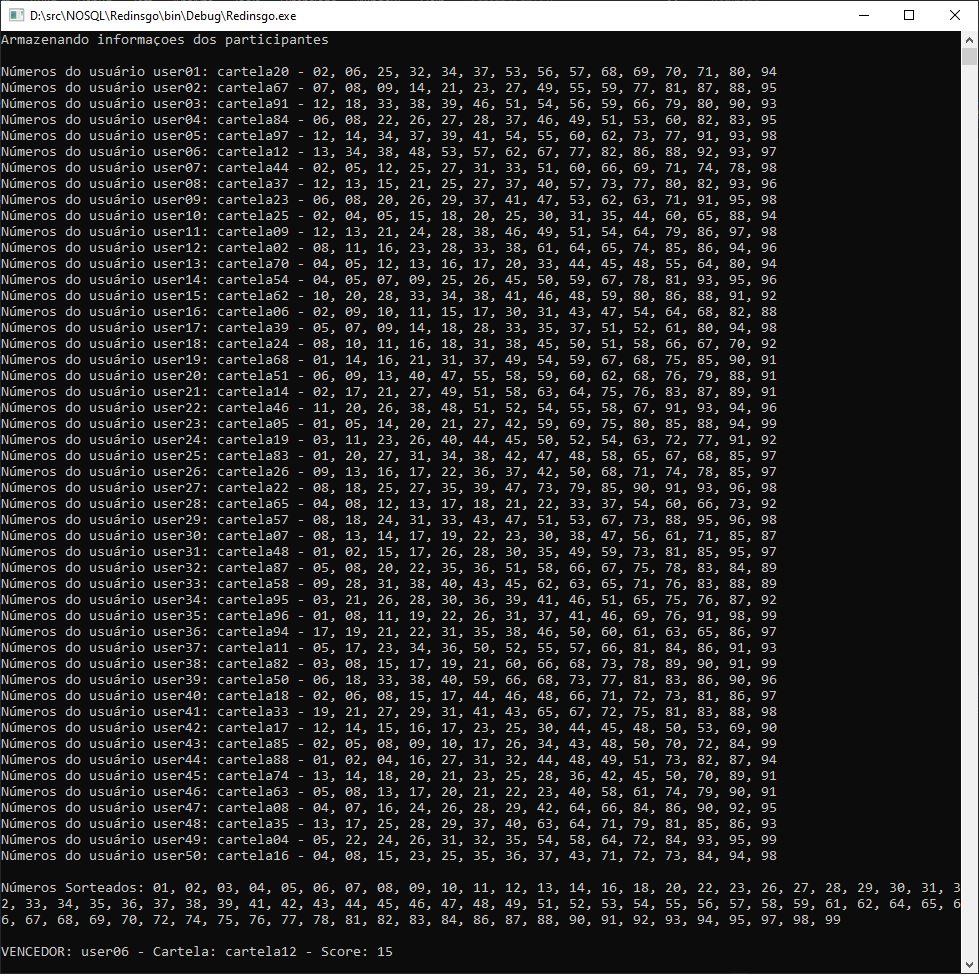 D:\src\NOSQL\Redinsgo\bin\Debug\Redinsgo.exe
Armazenando informaçoes dos participantes
Números do usuário user01: cartela20 - 02, 06, 25, 32, 34, 37, 53, 56, 57, 68, 69, 70, 71, 80, 94
Números do usuário user02: cartela67 - 07, 08, 09, 14, 21, 23, 27, 49, 55, 59, 77, 81, 87, 88, 95
Números do usuário user03: cartela91 - 12, 18, 33, 38, 39, 46, 51, 54, 56, 59, 66, 79, 80, 90, 93
Números do usuário user04: cartela84 - 06, 08, 22, 26, 27, 28, 37, 46, 49, 51, 53, 60, 82, 83, 95
Números do usuário user05: cartela97 - 12, 14, 34, 37, 39, 41, 54, 55, 60, 62, 73, 77, 91, 93, 98
Números do usuário user06: cartela12 - 13, 34, 38, 48, 53, 57, 62, 67, 77, 82, 86, 88, 92, 93, 97
Números do usuário user07: cartela44 - 02, 05, 12, 25, 27, 31, 33, 51, 60, 66, 69, 71, 74, 78, 98
Números do usuário user08: cartela37 - 12, 13, 15, 21, 25, 27, 37, 40, 57, 73, 77, 80, 82, 93, 96
Números do usuário user09: cartela23 - 06, 08, 20, 26, 29, 37, 41, 47, 53, 62, 63, 71, 91, 95, 98
Números do usuário user10: cartela25 - 02, 04, 05, 15, 18, 20, 25, 30, 31, 35, 44, 60, 65, 88, 94
Números do usuário user11: cartela09 - 12, 13, 21, 24, 28, 38, 46, 49, 51, 54, 64, 79, 86, 97, 98
Números do usuário user12: cartela02 - 08, 11, 16, 23, 28, 33, 38, 61, 64, 65, 74, 85, 86, 94, 96
Números do usuário user13: cartela70 - 04, 05, 12, 13, 16, 17, 20, 33, 44, 45, 48, 55, 64, 80, 94
Números do usuário user14: cartela54 - 04, 05, 07, 09, 25, 26, 45, 50, 59, 67, 78, 81, 93, 95, 96
Números do usuário user15: cartela62 - 10, 20, 28, 33, 34, 38, 41, 46, 48, 59, 80, 86, 88, 91, 92
Números do usuário user16: cartela06 - 02, 09, 10, 11, 15, 17, 30, 31, 43, 47, 54, 64, 68, 82, 88
Números do usuário user17: cartela39 - 05, 07, 09, 14, 18, 28, 33, 35, 37, 51, 52, 61, 80, 94, 98
Números do usuário user18: cartela24 - 08, 10, 11, 16, 18, 31, 38, 45, 50, 51, 58, 66, 67, 70, 92
Números do usuário user19: cartela68 - 01, 14, 16, 21, 31, 37, 49, 54, 59, 67, 68, 75, 85, 90, 91
Números do usuário user20: cartela51 - 06, 09, 13, 40, 47, 55, 58, 59, 60, 62, 68, 76, 79, 88, 91
Números do usuário user21: cartela14 - 02, 17, 21, 27, 49, 51, 58, 63, 64, 75, 76, 83, 87, 89, 91
Números do usuário user22: cartela46 - 11, 20, 26, 38, 48, 51, 52, 54, 55, 58, 67, 91, 93, 94, 96
Números do usuário user23: cartela05 - 01, 05, 14, 20, 21, 27, 42, 59, 69, 75, 80, 85, 88, 94, 99
Números do usuário user24: cartela19 - 03, 11, 23, 26, 40, 44, 45, 50, 52, 54, 63, 72, 77, 91, 92
Números do usuário user25: cartela83 - 01, 20, 27, 31, 34, 38, 42, 47, 48, 58, 65, 67, 68, 85, 97
Números do usuário user26: cartela26 - 09, 13, 16, 17, 22, 36, 37, 42, 50, 68, 71, 74, 78, 85, 97
Números do usuário user27: cartela22 - 08, 18, 25, 27, 35, 39, 47, 73, 79, 85, 90, 91, 93, 96, 98
Números do usuário user28: cartela65 - 04, 08, 12, 13, 17, 18, 21, 22, 33, 37, 54, 60, 66, 73, 92
Números do usuário user29: cartela57 - 08, 18, 24, 31, 33, 43, 47, 51, 53, 67, 73, 88, 95, 96, 98
Números do usuário user30: cartela07 - 08, 13, 14, 17, 19, 22, 23, 30, 38, 47, 56, 61, 71, 85, 87
Números do usuário user31: cartela48 - 01, 02, 15, 17, 26, 28, 30, 35, 49, 59, 73, 81, 85, 95, 97
Números do usuário user32: cartela87 - 05, 08, 20, 22, 35, 36, 51, 58, 66, 67, 75, 78, 83, 84, 89
Números do usuário user33: cartela58 - 09, 28, 31, 38, 40, 43, 45, 62, 63, 65, 71, 76, 83, 88, 89
Números do usuário user34: cartela95 - 03, 21, 26, 28, 30, 36, 39, 41, 46, 51, 65, 75, 76, 87, 92
Números do usuário user35: cartela96 - 01, 08, 11, 19, 22, 26, 31, 37, 41, 46, 69, 76, 91, 98, 99
Números do usuário user36: cartela94 - 17, 19, 21, 22, 31, 35, 38, 46, 50, 60, 61, 63, 65, 86, 97
Números do usuário user37: cartela11 - 05, 17, 23, 34, 36, 50, 52, 55, 57, 66, 81, 84, 86, 91, 93
Números do usuário user38: cartela82 - 03, 08, 15, 17, 19, 21, 60, 66, 68, 73, 78, 89, 90, 91, 99
Números do usuário user39: cartela50 - 06, 18, 33, 38, 40, 59, 66, 68, 73, 77, 81, 83, 86, 90, 96
Números do usuário user40: cartela18 - 02, 06, 08, 15, 17, 44, 46, 48, 66, 71, 72, 73, 81, 86, 97
Números do usuário user41: cartela33 - 19, 21, 27, 29, 31, 41, 43, 65, 67, 72, 75, 81, 83, 88, 98
Números do usuário user42: cartela17 - 12, 14, 15, 16, 17, 23, 25, 30, 44, 45, 48, 50, 53, 69, 90
Números do usuário user43: cartela85 - 02, 05, 08, 09, 10, 17, 26, 34, 43, 48, 50, 70, 72, 84, 99
Números do usuário user44: cartela88 - 01, 02, 04, 16, 27, 31, 32, 44, 48, 49, 51, 73, 82, 87, 94
Números do usuário user45: cartela74 - 13, 14, 18, 20, 21, 23, 25, 28, 36, 42, 45, 50, 70, 89, 91
Números do usuário user46: cartela63 - 05, 08, 13, 17, 20, 21, 22, 23, 40, 58, 61, 74, 79, 90, 91
Números do usuário user47: cartela08 - 04, 07, 16, 24, 26, 28, 29, 42, 64, 66, 84, 86, 90, 92, 95
Números do usuário user48: cartela35 - 13, 17, 25, 28, 29, 37, 40, 63, 64, 71, 79, 81, 85, 86, 93
Números do usuário user49: cartela04 - 05, 22, 24, 26, 31, 32, 35, 54, 58, 64, 72, 84, 93, 95, 99
Números do usuário user50: cartela16 - 04, 08, 15, 23, 25, 35, 36, 37, 43, 71, 72, 73, 84, 94, 98
Números Sorteados: 01, 02, 03, 04, 05, 06, 07, 08, 09, 10, 11, 12, 13, 14, 16, 18, 20, 22, 23, 26, 27, 28, 29, 30, 31, 3
2, 33, 34, 35, 36, 37, 38, 39, 41, 42, 43, 44, 45, 46, 47, 48, 49, 51, 52, 53, 54, 55, 56, 57, 58, 59, 61, 62, 64, 65, 6
6, 67, 68, 69, 70, 72, 74, 75, 76, 77, 78, 81, 82, 83, 84, 86, 87, 88, 90, 91, 92, 93, 94, 95, 97, 98, 99
VENCEDOR: user06 - Cartela: cartela12 - Score: 15